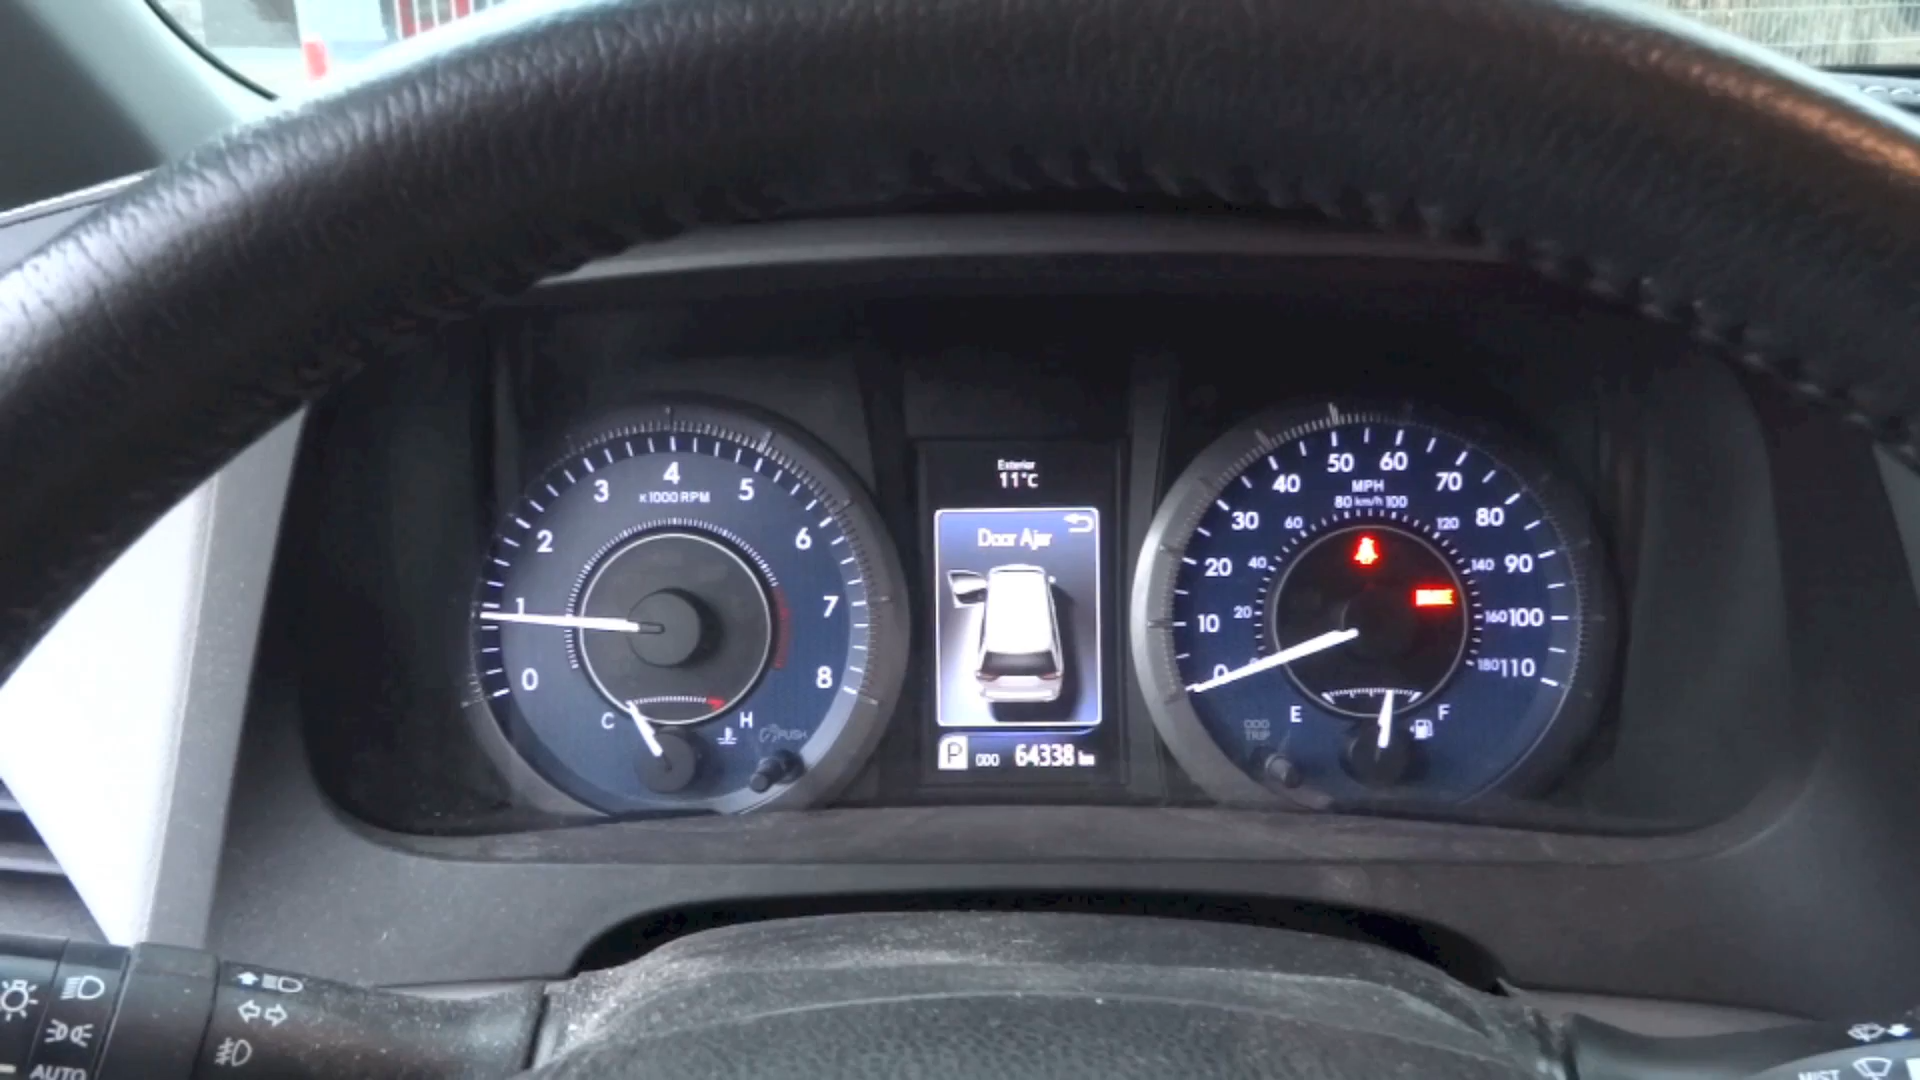 4
3
5
x1000 RPM
2
6
1
7
0
8
C
H
PUSH
Exterior
11°C
Door Ajar
P ODO 64338 km
50 60
40
70
MPH
80 km/h 100
30
60
120
80
20
40
140
90
BRAKE
10
20
160
100
0
180
110
E
F
ODO
TRIP
AUTO
MIST